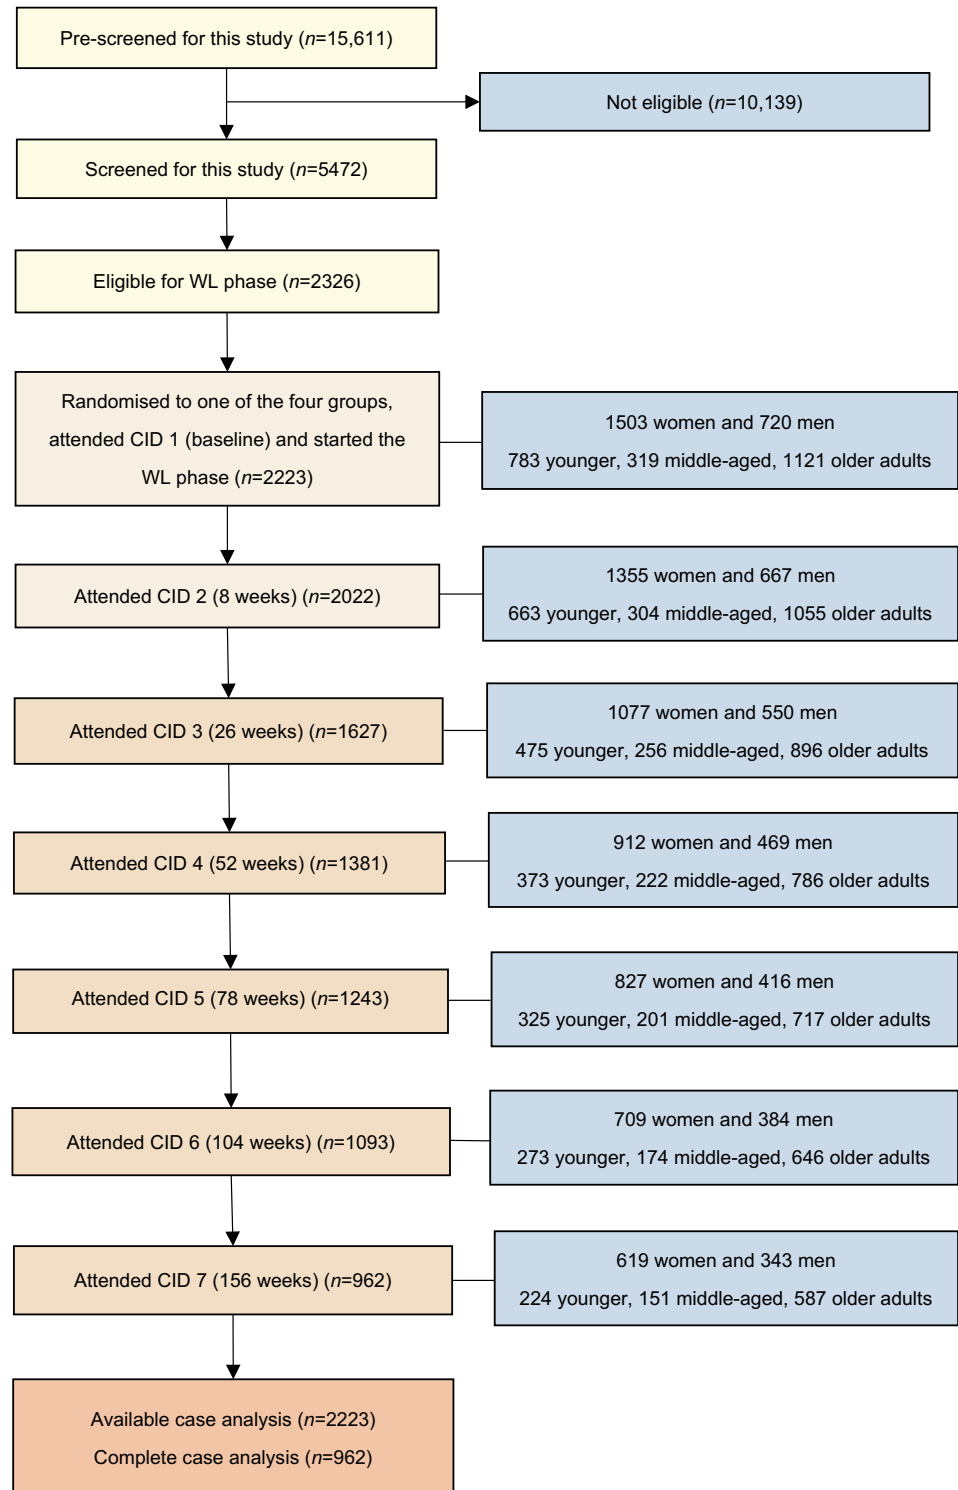 Pre-screened for this study (n=15,611)
Not eligible (n=10,139)
Screened for this study (n=5472)
Eligible for WL phase (n=2326)
Randomised to one of the four groups,
attended CID 1 (baseline) and started the
WL phase (n=2223)
1503 women and 720 men
783 younger, 319 middle-aged, 1121 older adults
Attended CID 2 (8 weeks) (n=2022)
1355 women and 667 men
663 younger, 304 middle-aged, 1055 older adults
Attended CID 3 (26 weeks) (n=1627)
1077 women and 550 men
475 younger, 256 middle-aged, 896 older adults
Attended CID 4 (52 weeks) (n=1381)
912 women and 469 men
373 younger, 222 middle-aged, 786 older adults
Attended CID 5 (78 weeks) (n=1243)
827 women and 416 men
325 younger, 201 middle-aged, 717 older adults
Attended CID 6 (104 weeks) (n=1093)
709 women and 384 men
273 younger, 174 middle-aged, 646 older adults
Attended CID 7 (156 weeks) (n=962)
619 women and 343 men
224 younger, 151 middle-aged, 587 older adults
Available case analysis (n=2223)
Complete case analysis (n=962)